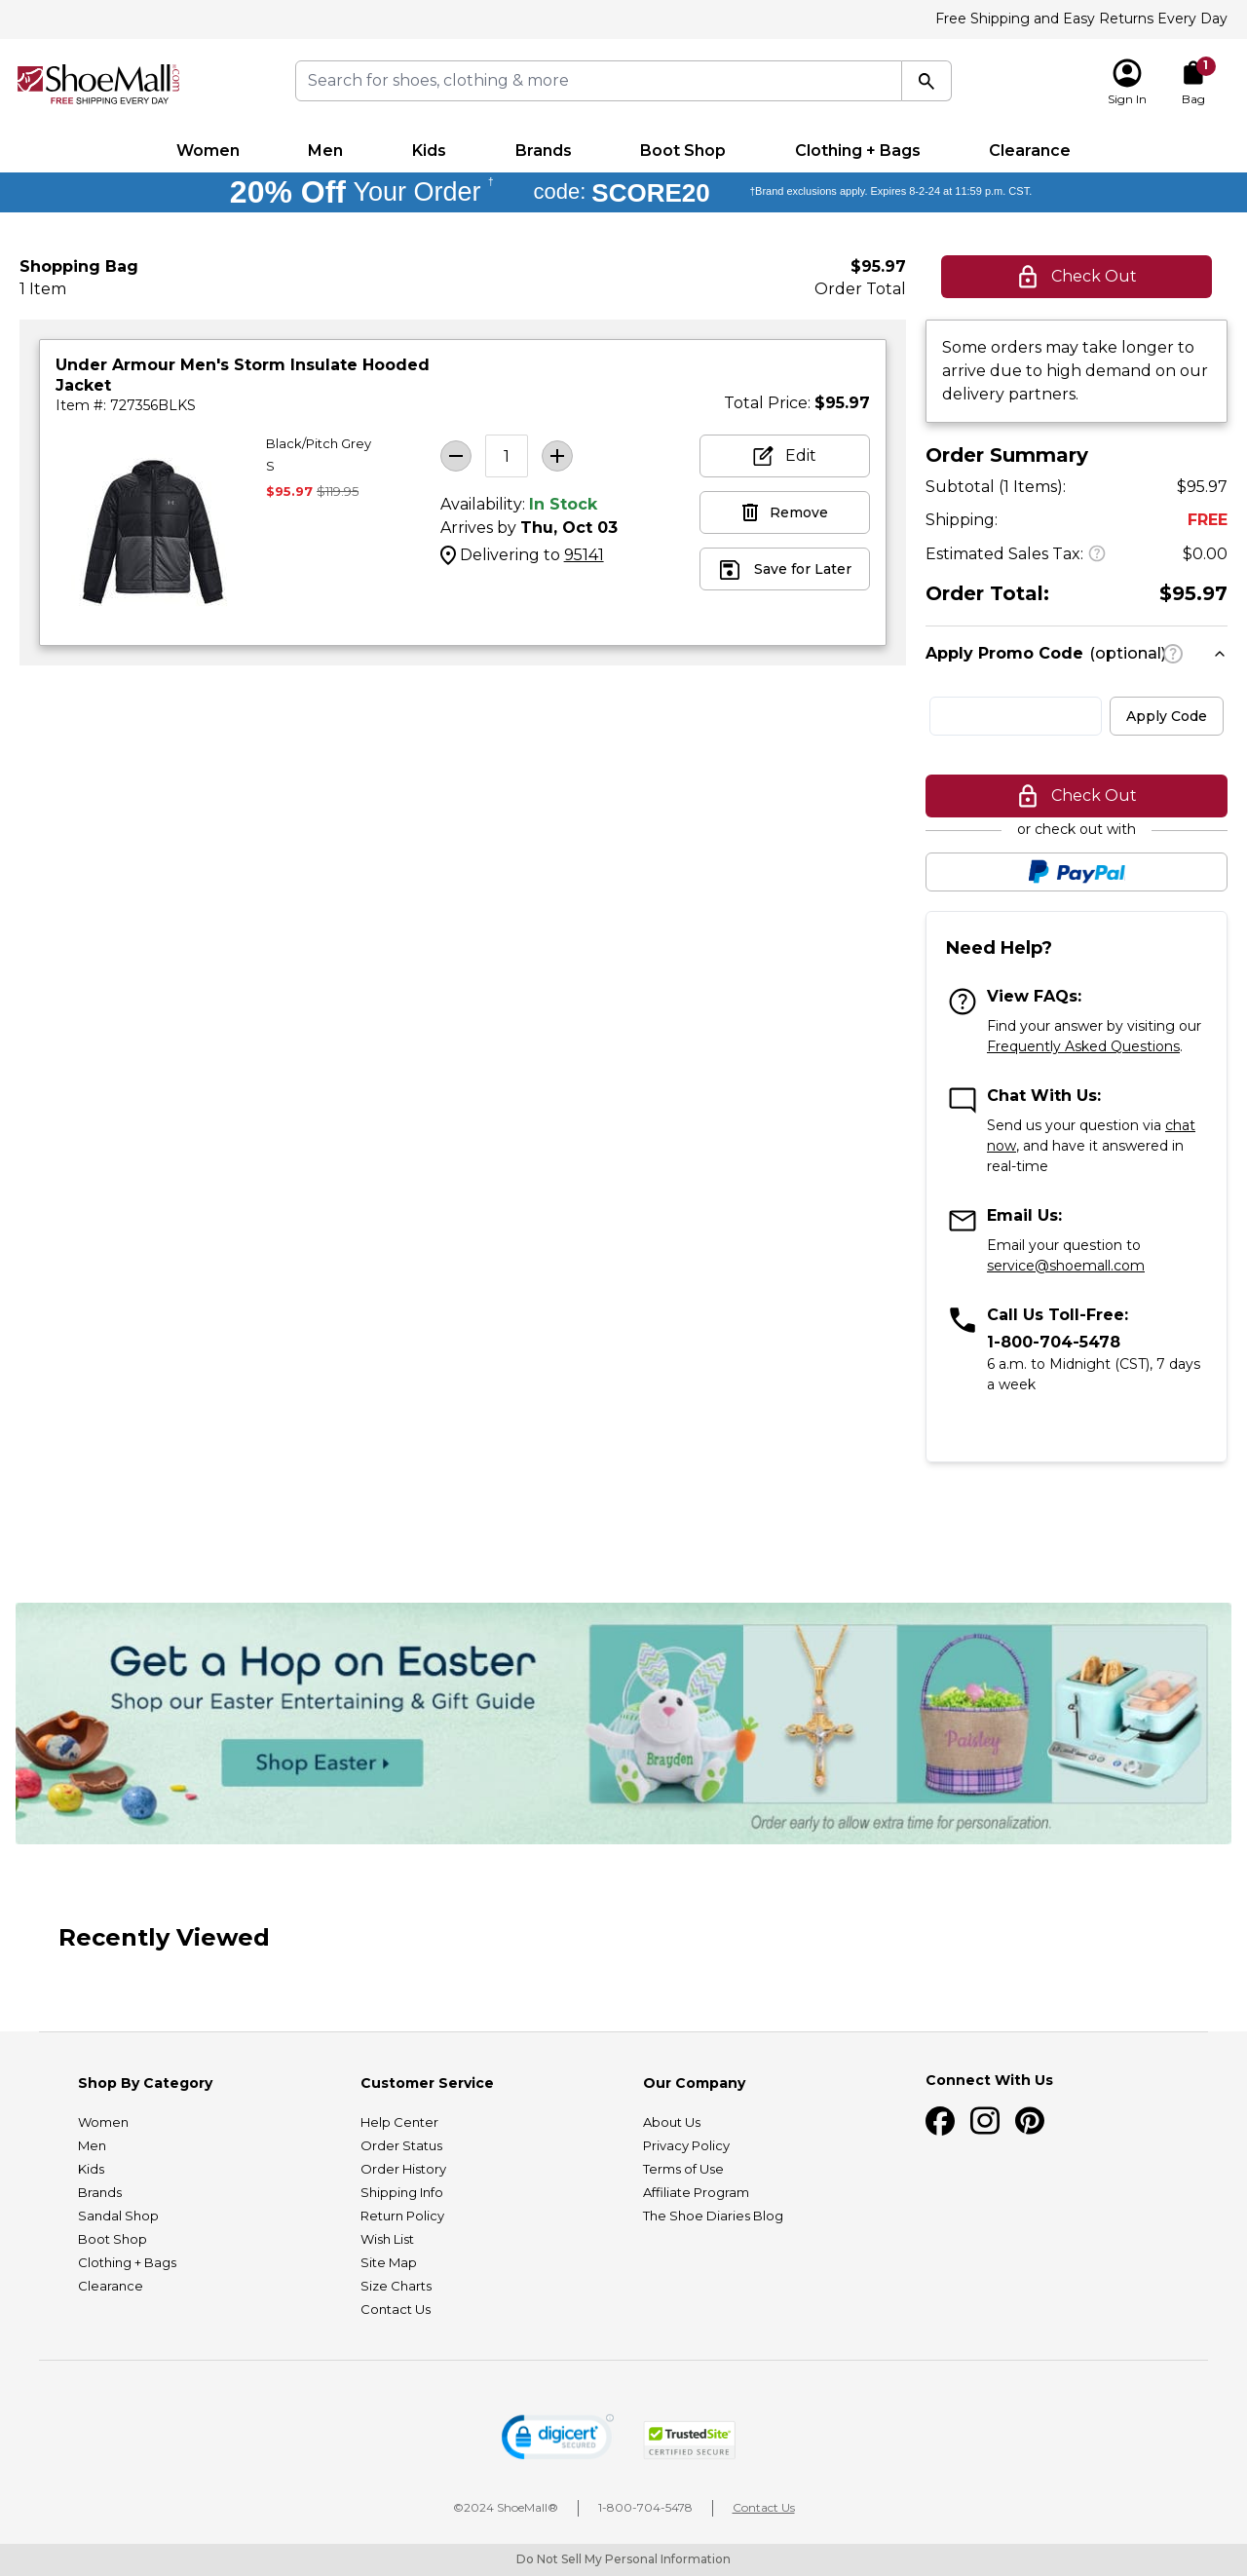 Free Shipping and Easy Returns Every Day
ShoeMall.com
FREE SHIPPING EVERY DAY
Search for shoes, clothing & more
Sign In
1
Bag
Women Men Kids Brands Boot Shop Clothing + Bags Clearance
20% Off Your Order † code: SCORE20 †Brand exclusions apply. Expires 8-2-24 at 11:59 p.m. CST.
Shopping Bag
1 Item
$95.97
Order Total
Check Out
Under Armour Men's Storm Insulate Hooded
Jacket
Item #: 727356BLKS
Total Price: $95.97
Black/Pitch Grey
S
$95.97 $119.95
1
Availability: In Stock
Arrives by Thu, Oct 03
Delivering to 95141
Edit
Remove
Save for Later
Some orders may take longer to
arrive due to high demand on our
delivery partners.
Order Summary
Subtotal (1 Items): $95.97
Shipping: FREE
Estimated Sales Tax: ? $0.00
Order Total: $95.97
Apply Promo Code (optional) ?
Apply Code
Check Out
or check out with
PayPal
Need Help?
View FAQs:
Find your answer by visiting our
Frequently Asked Questions.
Chat With Us:
Send us your question via chat
now, and have it answered in
real-time
Email Us:
Email your question to
service@shoemall.com
Call Us Toll-Free:
1-800-704-5478
6 a.m. to Midnight (CST), 7 days
a week
Get a Hop on Easter
Shop our Easter Entertaining & Gift Guide
Shop Easter
Brayden
Paisley
Order early to allow extra time for personalization.
Recently Viewed
Shop By Category
Women
Men
Kids
Brands
Sandal Shop
Boot Shop
Clothing + Bags
Clearance
Customer Service
Help Center
Order Status
Order History
Shipping Info
Return Policy
Wish List
Site Map
Size Charts
Contact Us
Our Company
About Us
Privacy Policy
Terms of Use
Affiliate Program
The Shoe Diaries Blog
Connect With Us
digicert
SECURED
TrustedSite
CERTIFIED SECURE
©2024 ShoeMall® 1-800-704-5478 Contact Us
Do Not Sell My Personal Information